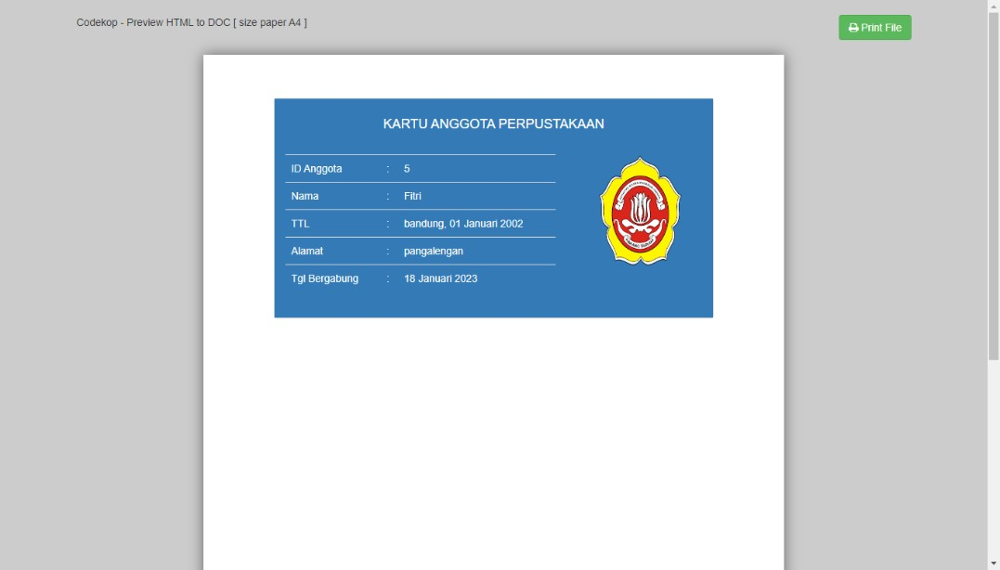 Codekop - Preview HTML to DOC [ size paper A4 ]
Print File
KARTU ANGGOTA PERPUSTAKAAN
ID Anggota : 5
Nama : Fitri
TTL : bandung, 01 Januari 2002
Alamat : pangalengan
Tgl Bergabung : 18 Januari 2023